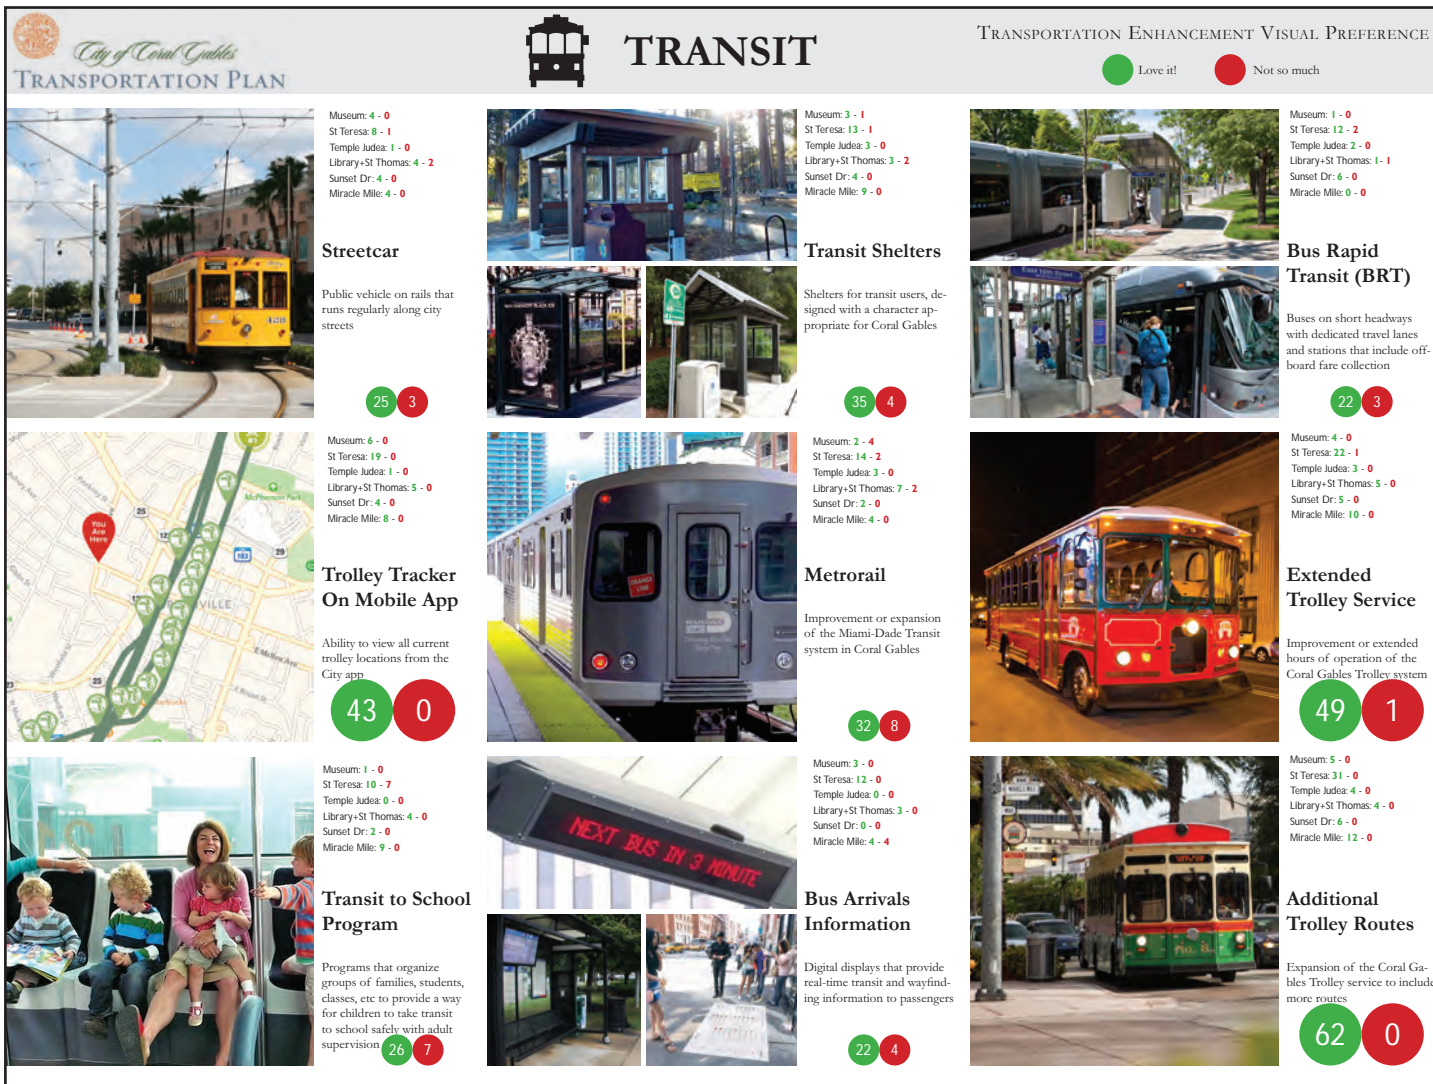 City of Coral Gables
TRANSPORTATION PLAN
TRANSIT
TRANSPORTATION ENHANCEMENT VISUAL PREFERENCE
Love it!
Not so much
Museum: 4 - 0
St Teresa: 8 - 1
Temple Judea: 1 - 0
Library+St Thomas: 4 - 2
Sunset Dr: 4 - 0
Miracle Mile: 4 - 0
Streetcar
Public vehicle on rails that
runs regularly along city
streets
25 3
Museum: 3 - 1
St Teresa: 13 - 1
Temple Judea: 3 - 0
Library+St Thomas: 3 - 2
Sunset Dr: 4 - 0
Miracle Mile: 9 - 0
Transit Shelters
Shelters for transit users, de-
signed with a character ap-
propriate for Coral Gables
35 4
East 19th Street
Museum: 1 - 0
St Teresa: 12 - 2
Temple Judea: 2 - 0
Library+St Thomas: 1- 1
Sunset Dr: 6 - 0
Miracle Mile: 0 - 0
Bus Rapid
Transit (BRT)
Buses on short headways
with dedicated travel lanes
and stations that include off-
board fare collection
22 3
McPherson Park
You
Are
Here
25
12
163
29
VILLE
E McBee Ave
25
E Broad St
Starbucks
Museum: 6 - 0
St Teresa: 19 - 0
Temple Judea: 1 - 0
Library+St Thomas: 5 - 0
Sunset Dr: 4 - 0
Miracle Mile: 8 - 0
Trolley Tracker
On Mobile App
Ability to view all current
trolley locations from the
City app
43 0
Museum: 2 - 4
St Teresa: 14 - 2
Temple Judea: 3 - 0
Library+St Thomas: 7 - 2
Sunset Dr: 2 - 0
Miracle Mile: 4 - 0
Metrorail
Improvement or expansion
of the Miami-Dade Transit
system in Coral Gables
32 8
Museum: 4 - 0
St Teresa: 22 - 1
Temple Judea: 3 - 0
Library+St Thomas: 5 - 0
Sunset Dr: 5 - 0
Miracle Mile: 10 - 0
Extended
Trolley Service
Improvement or extended
hours of operation of the
Coral Gables Trolley system
49 1
Museum: 1 - 0
St Teresa: 10 - 7
Temple Judea: 0 - 0
Library+St Thomas: 4 - 0
Sunset Dr: 2 - 0
Miracle Mile: 9 - 0
Transit to School
Program
Programs that organize
groups of families, students,
classes, etc to provide a way
for children to take transit
to school safely with adult
supervision
26 7
NEXT BUS IN 3 MINUTE
Museum: 3 - 0
St Teresa: 12 - 0
Temple Judea: 0 - 0
Library+St Thomas: 3 - 0
Sunset Dr: 0 - 0
Miracle Mile: 4 - 4
Bus Arrivals
Information
Digital displays that provide
real-time transit and wayfind-
ing information to passengers
22 4
Museum: 5 - 0
St Teresa: 31 - 0
Temple Judea: 4 - 0
Library+St Thomas: 4 - 0
Sunset Dr: 6 - 0
Miracle Mile: 12 - 0
Additional
Trolley Routes
Expansion of the Coral Ga-
bles Trolley service to include
more routes
62 0